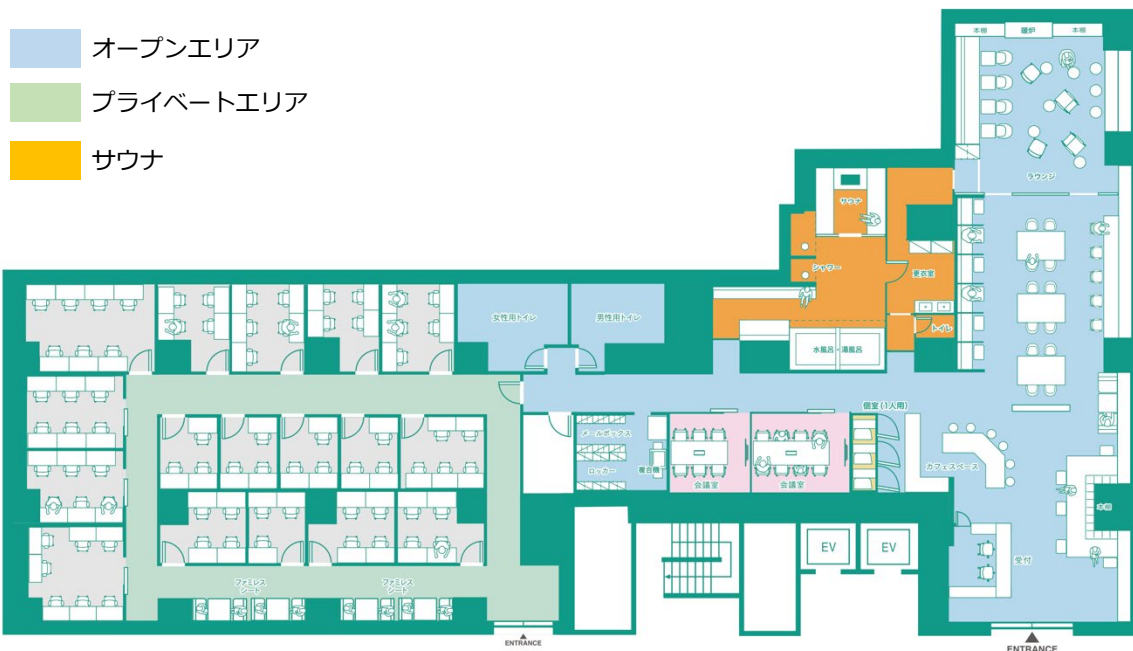 オープンエリア
プライベートエリア
サウナ
本棚
暖炉
本棚
ラウンジ
サウナ
シャワー
更衣室
トイレ
水風呂・湯風呂
女性用トイレ
男性用トイレ
個室(1人用)
メールボックス
ロッカー
複合機
会議室
会議室
カフェスペース
本棚
受付
EV
EV
ファミレス
シート
ファミレス
シート
ENTRANCE
ENTRANCE